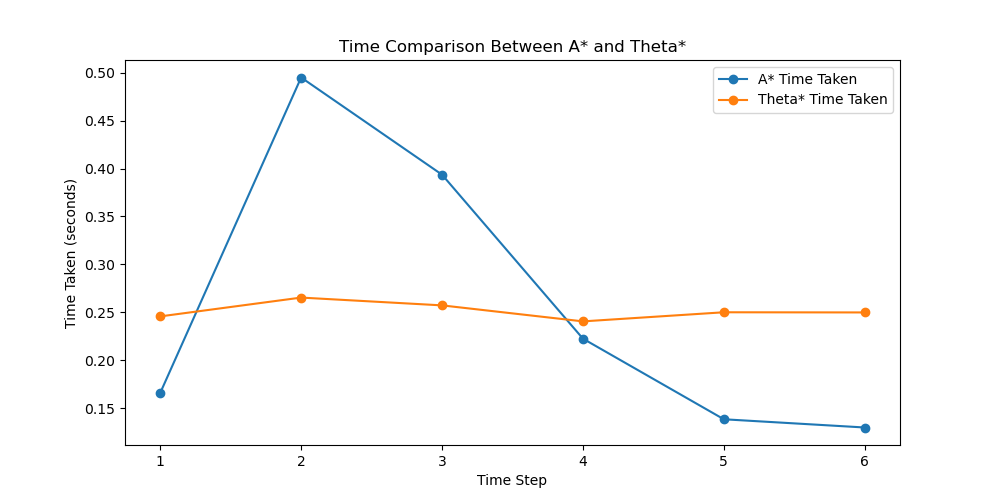 Time Comparison Between A* and Theta*
A* Time Taken
Theta* Time Taken
Time Taken (seconds)
0.50
0.45
0.40
0.35
0.30
0.25
0.20
0.15
1 2 3 4 5 6
Time Step